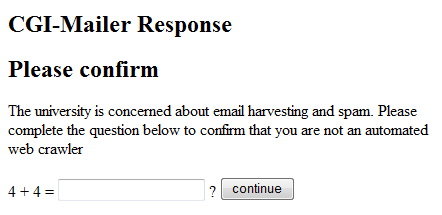 CGI-Mailer Response
Please confirm
The university is concerned about email harvesting and spam. Please
complete the question below to confirm that you are not an automated
web crawler
4 + 4 = ? continue